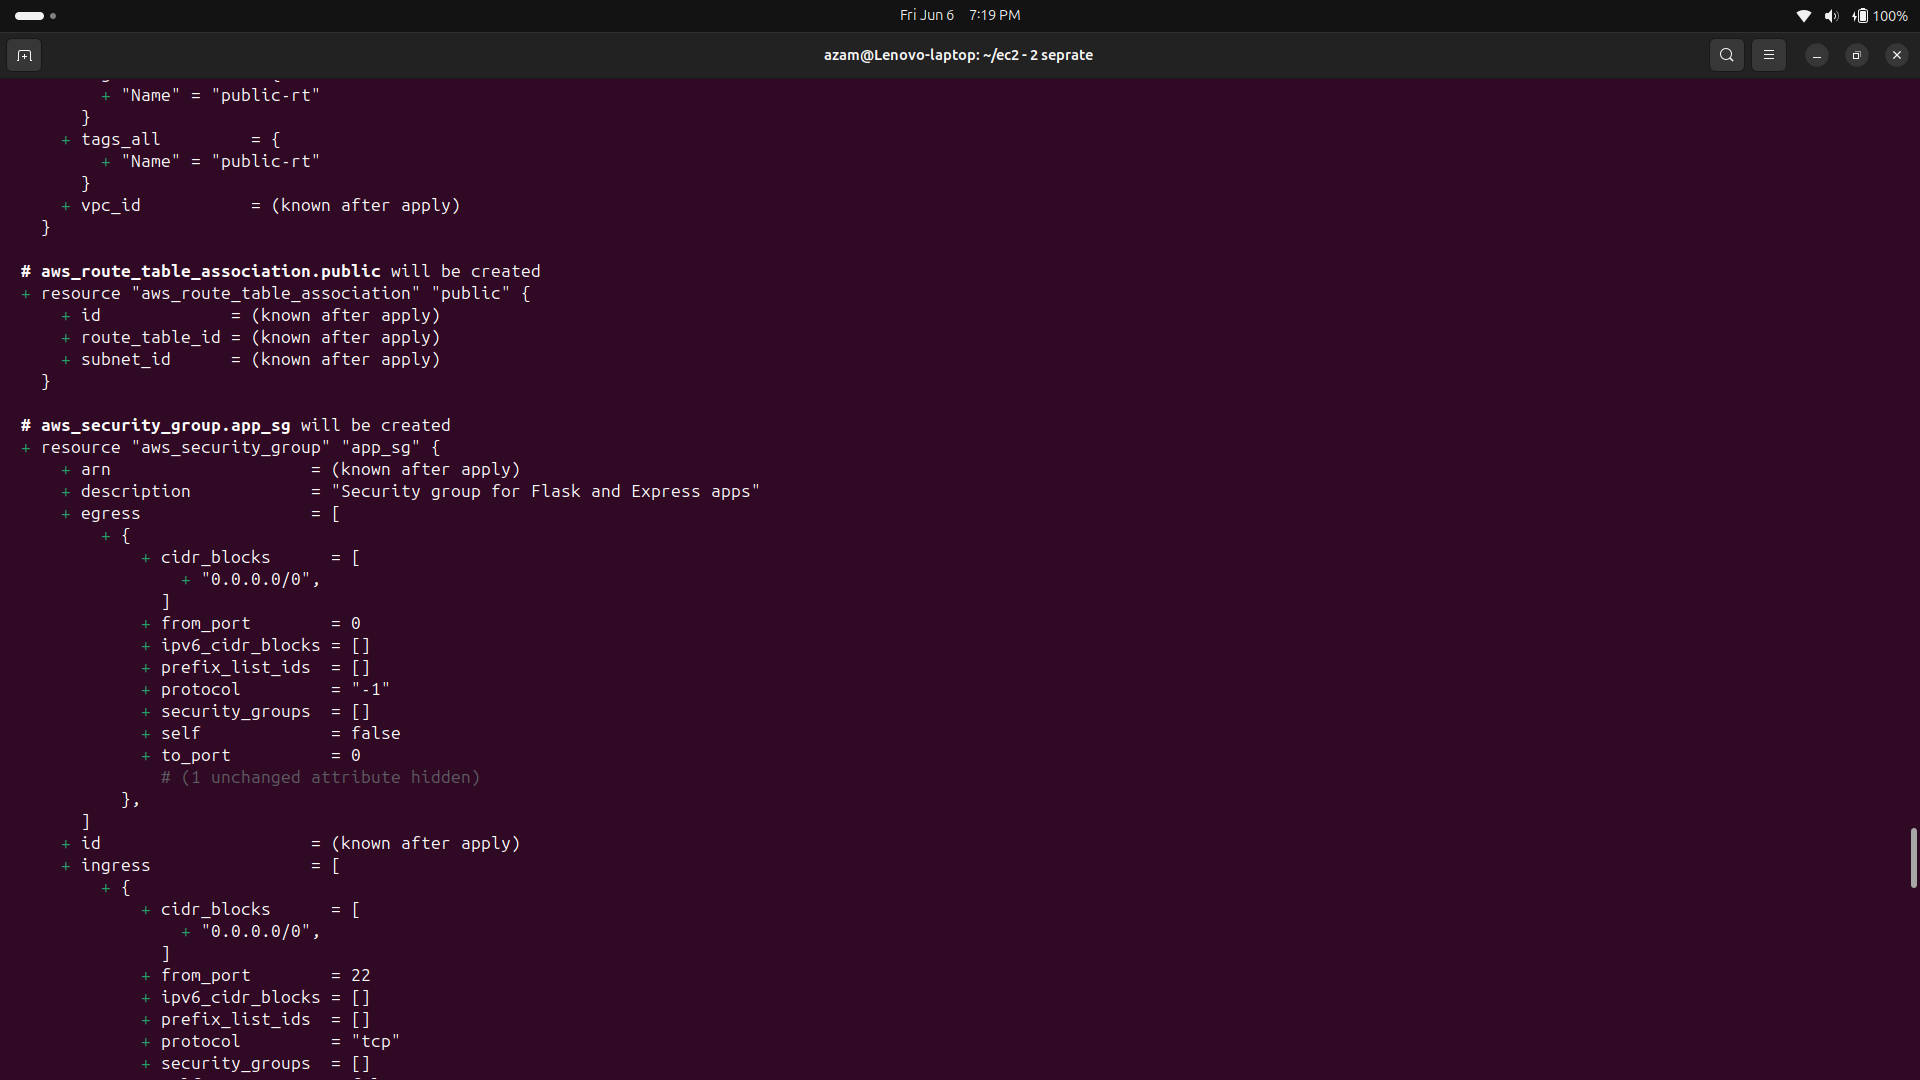 Fri Jun 6 7:19 PM
100%
azam@Lenovo-laptop: ~/ec2 - 2 seprate
+ "Name" = "public-rt"
}
+ tags_all = {
+ "Name" = "public-rt"
}
+ vpc_id = (known after apply)
}
# aws_route_table_association.public will be created
+ resource "aws_route_table_association" "public" {
+ id = (known after apply)
+ route_table_id = (known after apply)
+ subnet_id = (known after apply)
}
# aws_security_group.app_sg will be created
+ resource "aws_security_group" "app_sg" {
+ arn = (known after apply)
+ description = "Security group for Flask and Express apps"
+ egress = [
+ {
+ cidr_blocks = [
+ "0.0.0.0/0",
]
+ from_port = 0
+ ipv6_cidr_blocks = []
+ prefix_list_ids = []
+ protocol = "-1"
+ security_groups = []
+ self = false
+ to_port = 0
# (1 unchanged attribute hidden)
},
]
+ id = (known after apply)
+ ingress = [
+ {
+ cidr_blocks = [
+ "0.0.0.0/0",
]
+ from_port = 22
+ ipv6_cidr_blocks = []
+ prefix_list_ids = []
+ protocol = "tcp"
+ security_groups = []